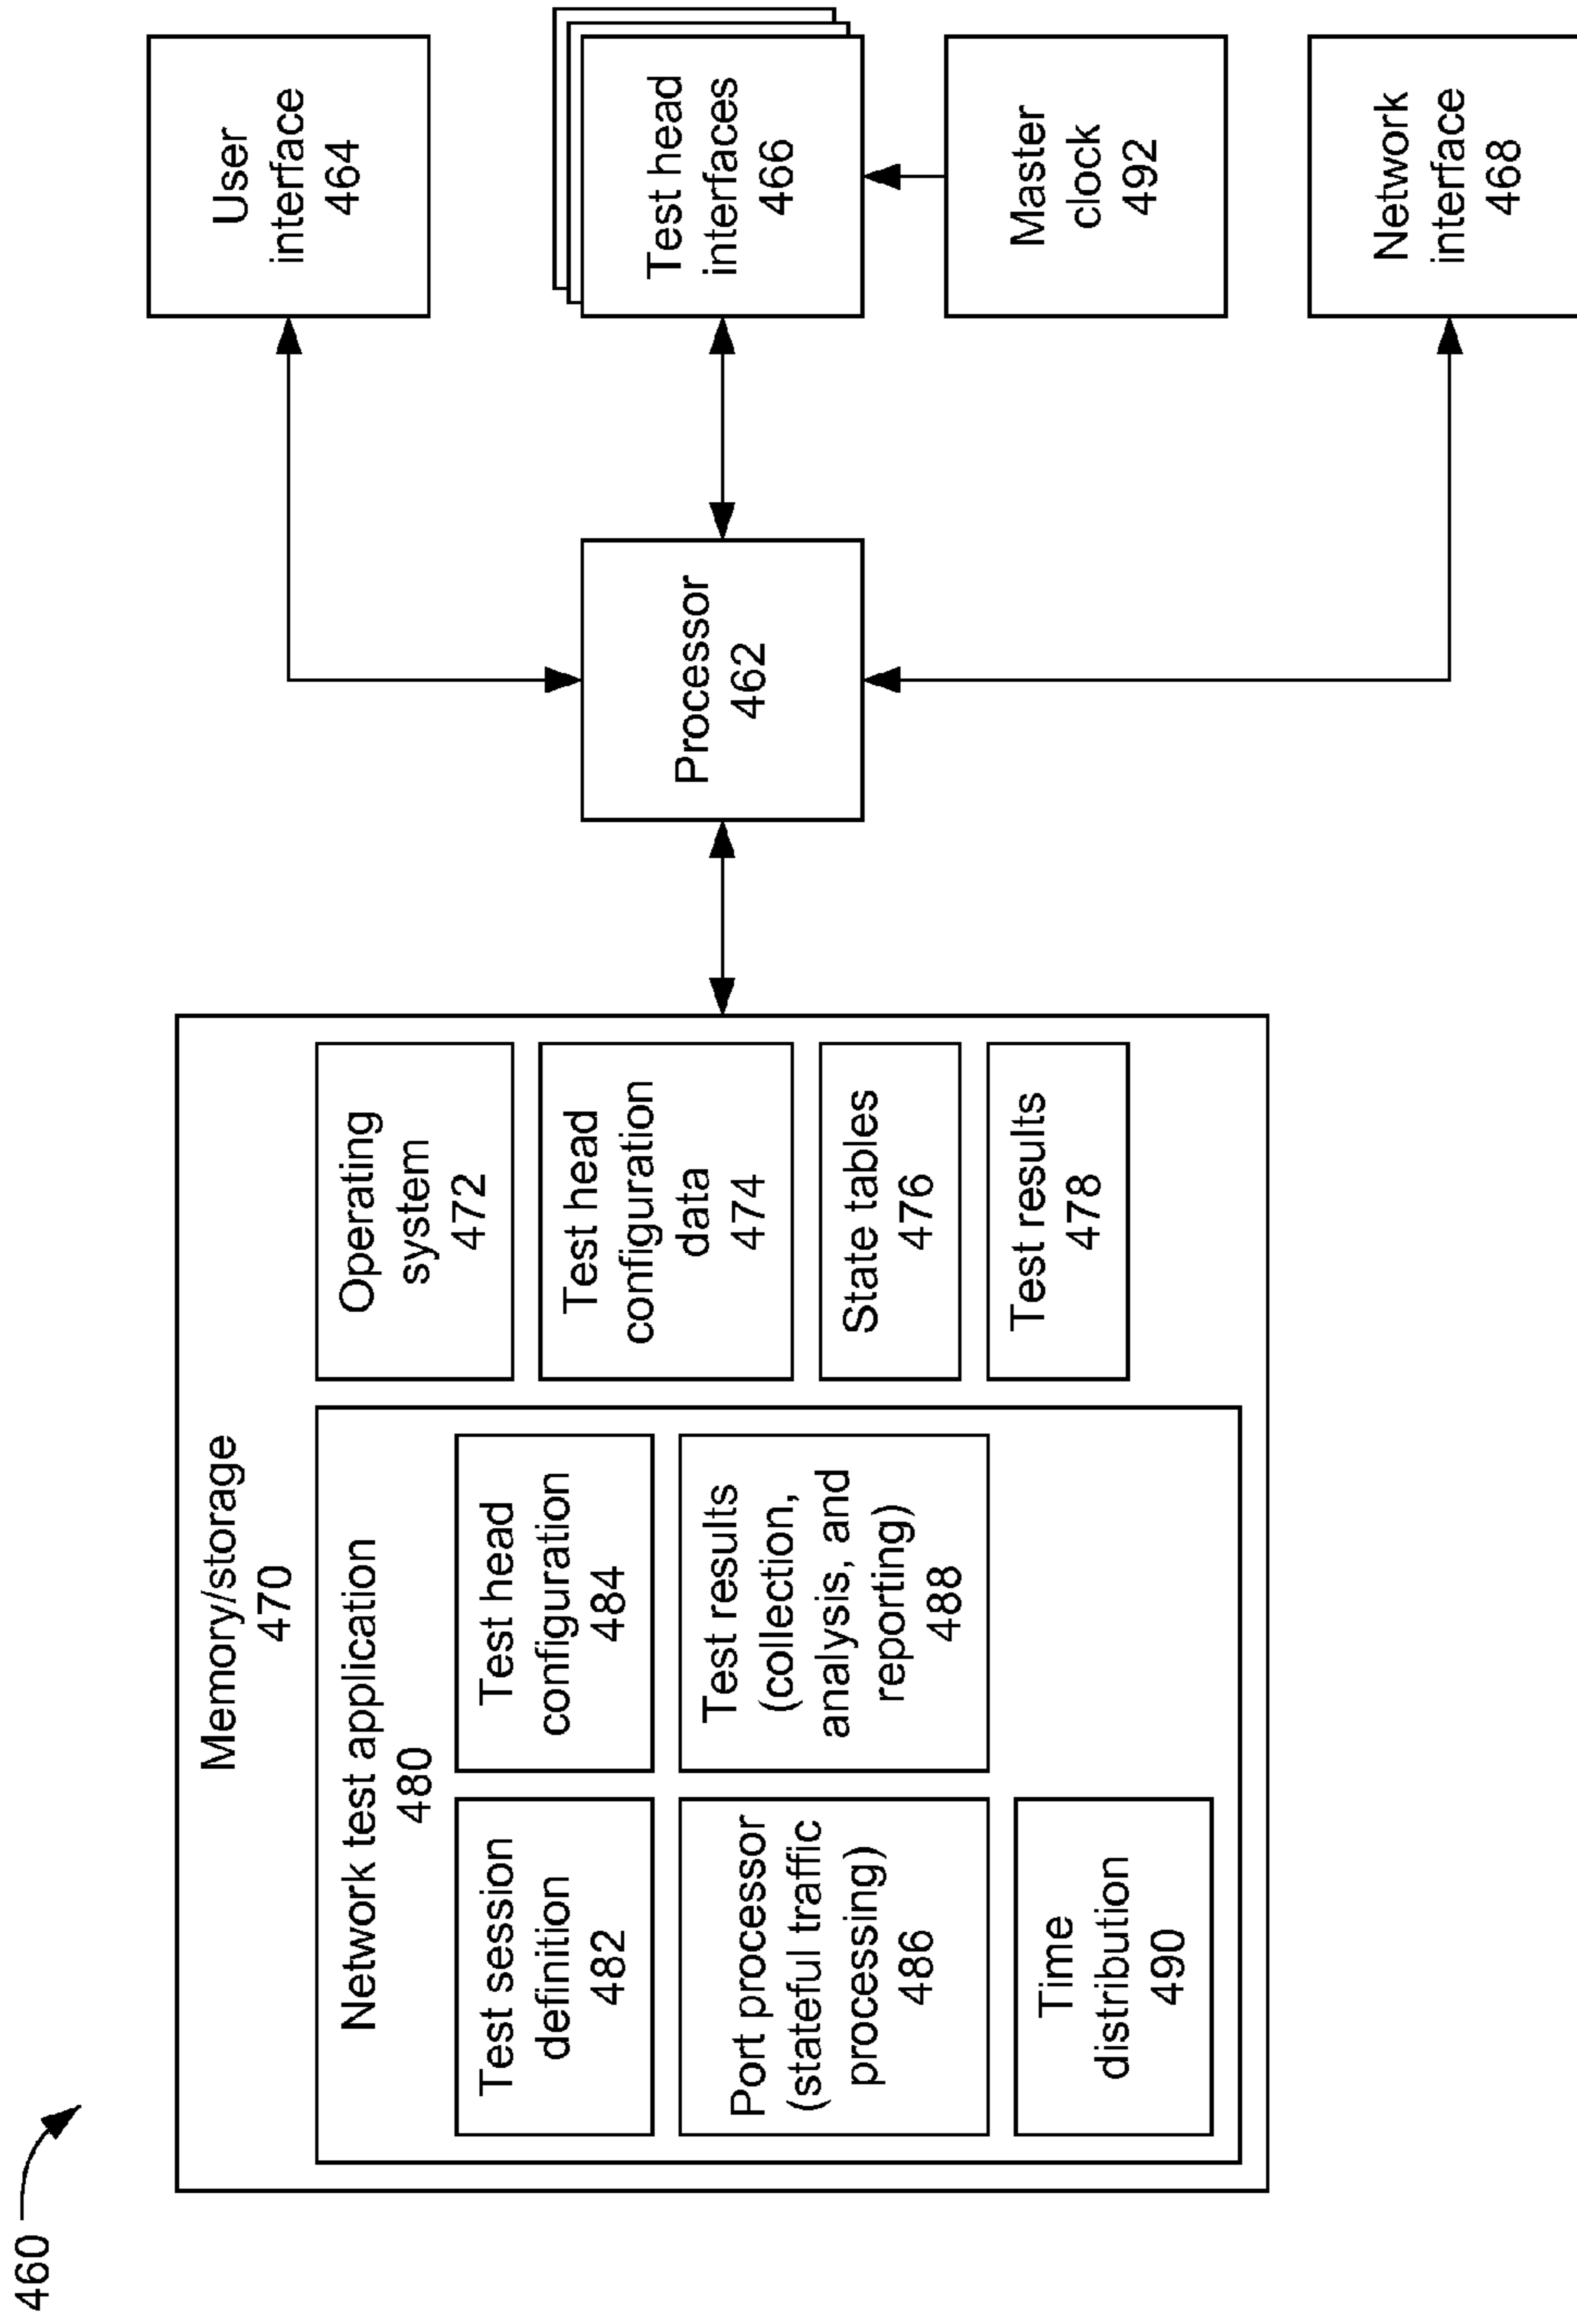 460
Memory/storage
470
Network test application
480
Test session
definition
482
Test head
configuration
484
Port processor
(stateful traffic
processing)
486
Test results
(collection,
analysis, and
reporting)
488
Time
distribution
490
Operating
system
472
Test head
configuration
data
474
State tables
476
Test results
478
Processor
462
User
interface
464
Test head
interfaces
466
Master
clock
492
Network
interface
468